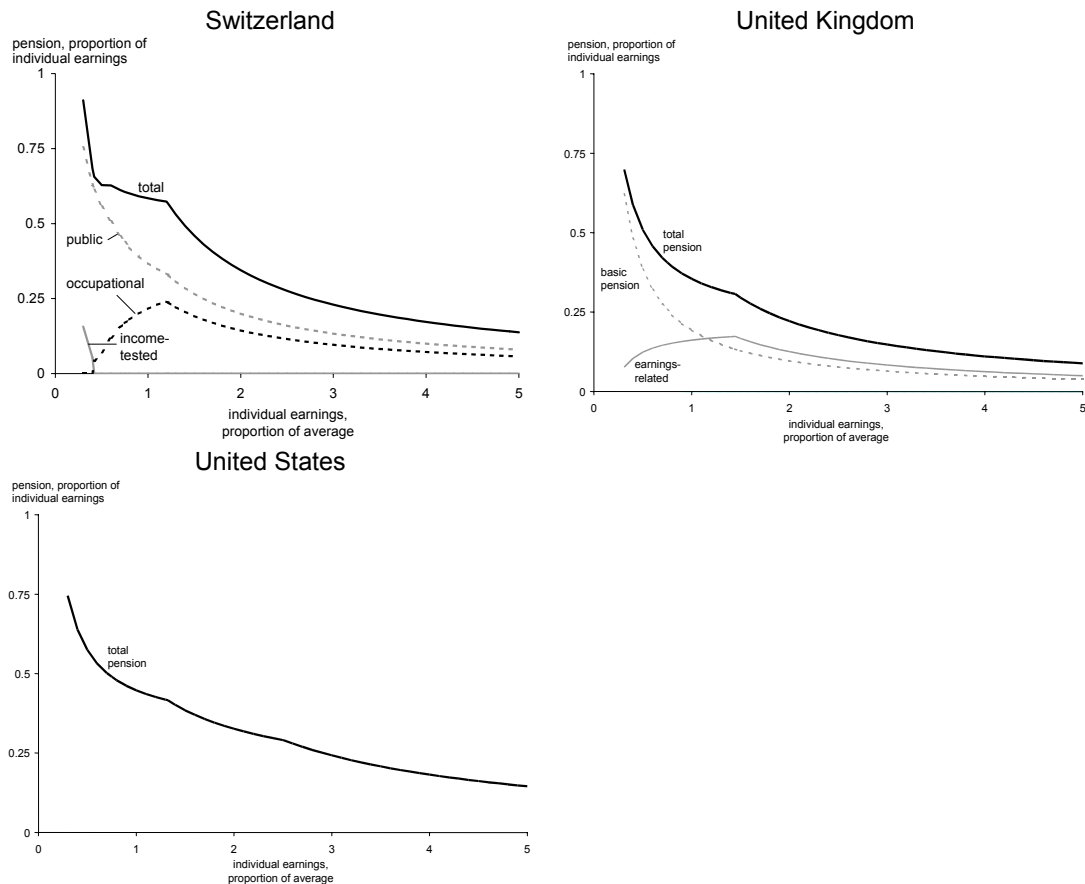 Switzerland
pension, proportion of
individual earnings
1
0.75
0.5
0.25
0
total
public
occupational
income-
tested
0 1 2 3 4 5
individual earnings,
proportion of average
United Kingdom
pension, proportion of
individual earnings
1
0.75
0.5
0.25
0
total
pension
basic
pension
earnings-
related
0 1 2 3 4 5
individual earnings,
proportion of average
United States
pension, proportion of
individual earnings
1
0.75
0.5
0.25
0
total
pension
0 1 2 3 4 5
individual earnings,
proportion of average